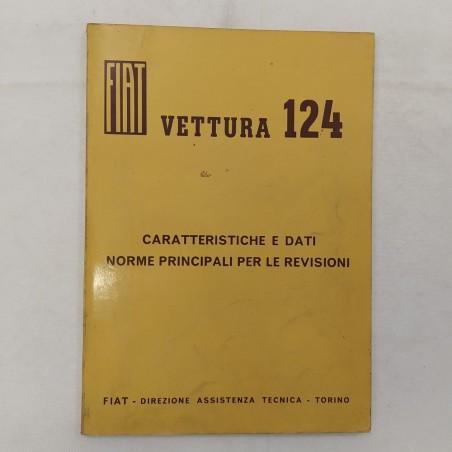 FIAT
VETTURA 124
CARATTERISTICHE E DATI
NORME PRINCIPALI PER LE REVISIONI
FIAT - DIREZIONE ASSISTENZA TECNICA - TORINO